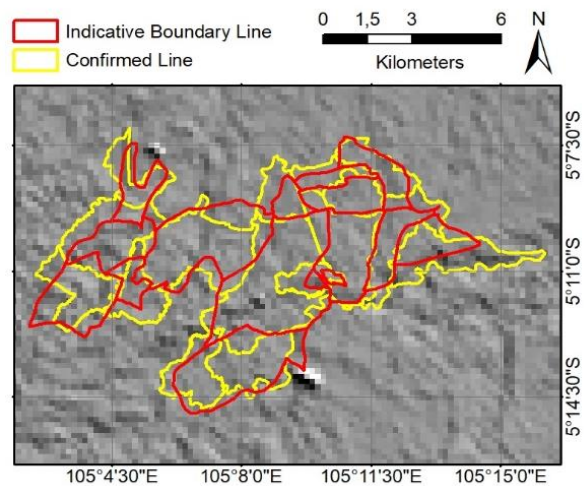 Indicative Boundary Line
Confirmed Line
0 1,5 3 6
Kilometers
N
5°7'30"S
5°11'0"S
5°14'30"S
105°4'30"E 105°8'0"E 105°11'30"E 105°15'0"E